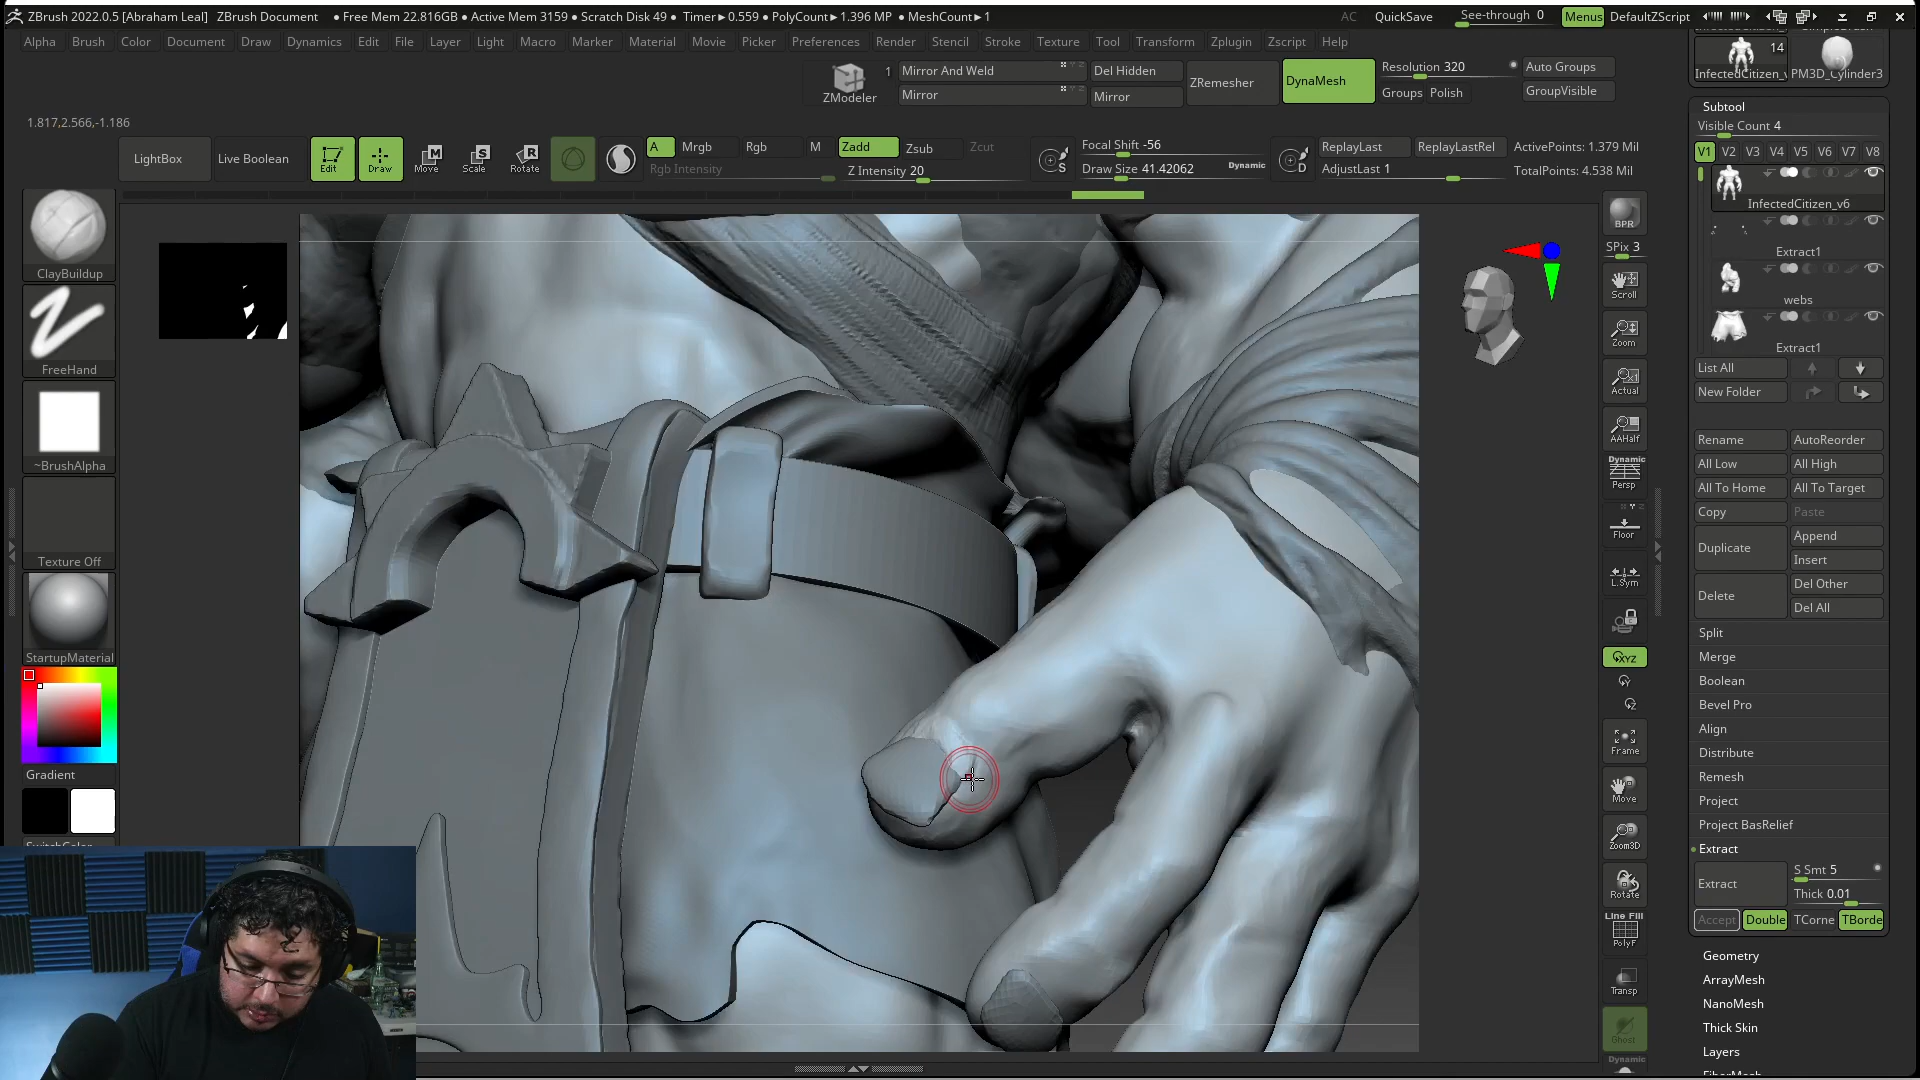 ZBrush 2022.0.5 [Abraham Leal] ZBrush Document ● Free Mem 22.816GB ● Active Mem 3159 ● Scratch Disk 49 ● Timer►0.559 ● PolyCount►1.396 MP ● MeshCount►1 AC QuickSave See-through 0 Menus DefaultZScript
Alpha Brush Color Document Draw Dynamics Edit File Layer Light Macro Marker Material Movie Picker Preferences Render Stencil Stroke Texture Tool Transform Zplugin Zscript Help
14
InfectedCitizen_v PM3D_Cylinder3
1 Mirror And Weld Del Hidden Resolution 320 Auto Groups
ZModeler Mirror Mirror ZRemesher DynaMesh Groups Polish GroupVisible
1.817,2.566,-1.186
LightBox Live Boolean Edit Draw Move Scale Rotate
A Mrgb Rgb M Zadd Zsub Zcut
Rgb Intensity Z Intensity 20
Focal Shift -56
Draw Size 41.42062 Dynamic
S D
ReplayLast ReplayLastRel ActivePoints: 1.379 Mil
AdjustLast 1 TotalPoints: 4.538 Mil
ClayBuildup
FreeHand
~BrushAlpha
Texture Off
StartupMaterial
Gradient
BPR
SPix 3
Scroll
Zoom
Actual
AAHalf
Dynamic
Persp
Floor
L.Sym
XYZ
Frame
Move
Zoom3D
Rotate
Line Fill
PolyF
Transp
Ghost
Dynamic
Subtool
Visible Count 4
V1 V2 V3 V4 V5 V6 V7 V8
InfectedCitizen_v6
Extract1
webs
Extract1
List All
New Folder
Rename AutoReorder
All Low All High
All To Home All To Target
Copy Paste
Duplicate Append
Insert
Delete Del Other
Del All
Split
Merge
Boolean
Bevel Pro
Align
Distribute
Remesh
Project
Project BasRelief
Extract
Extract S Smt 5
Thick 0.01
Accept Double TCorne TBorde
Geometry
ArrayMesh
NanoMesh
Thick Skin
Layers